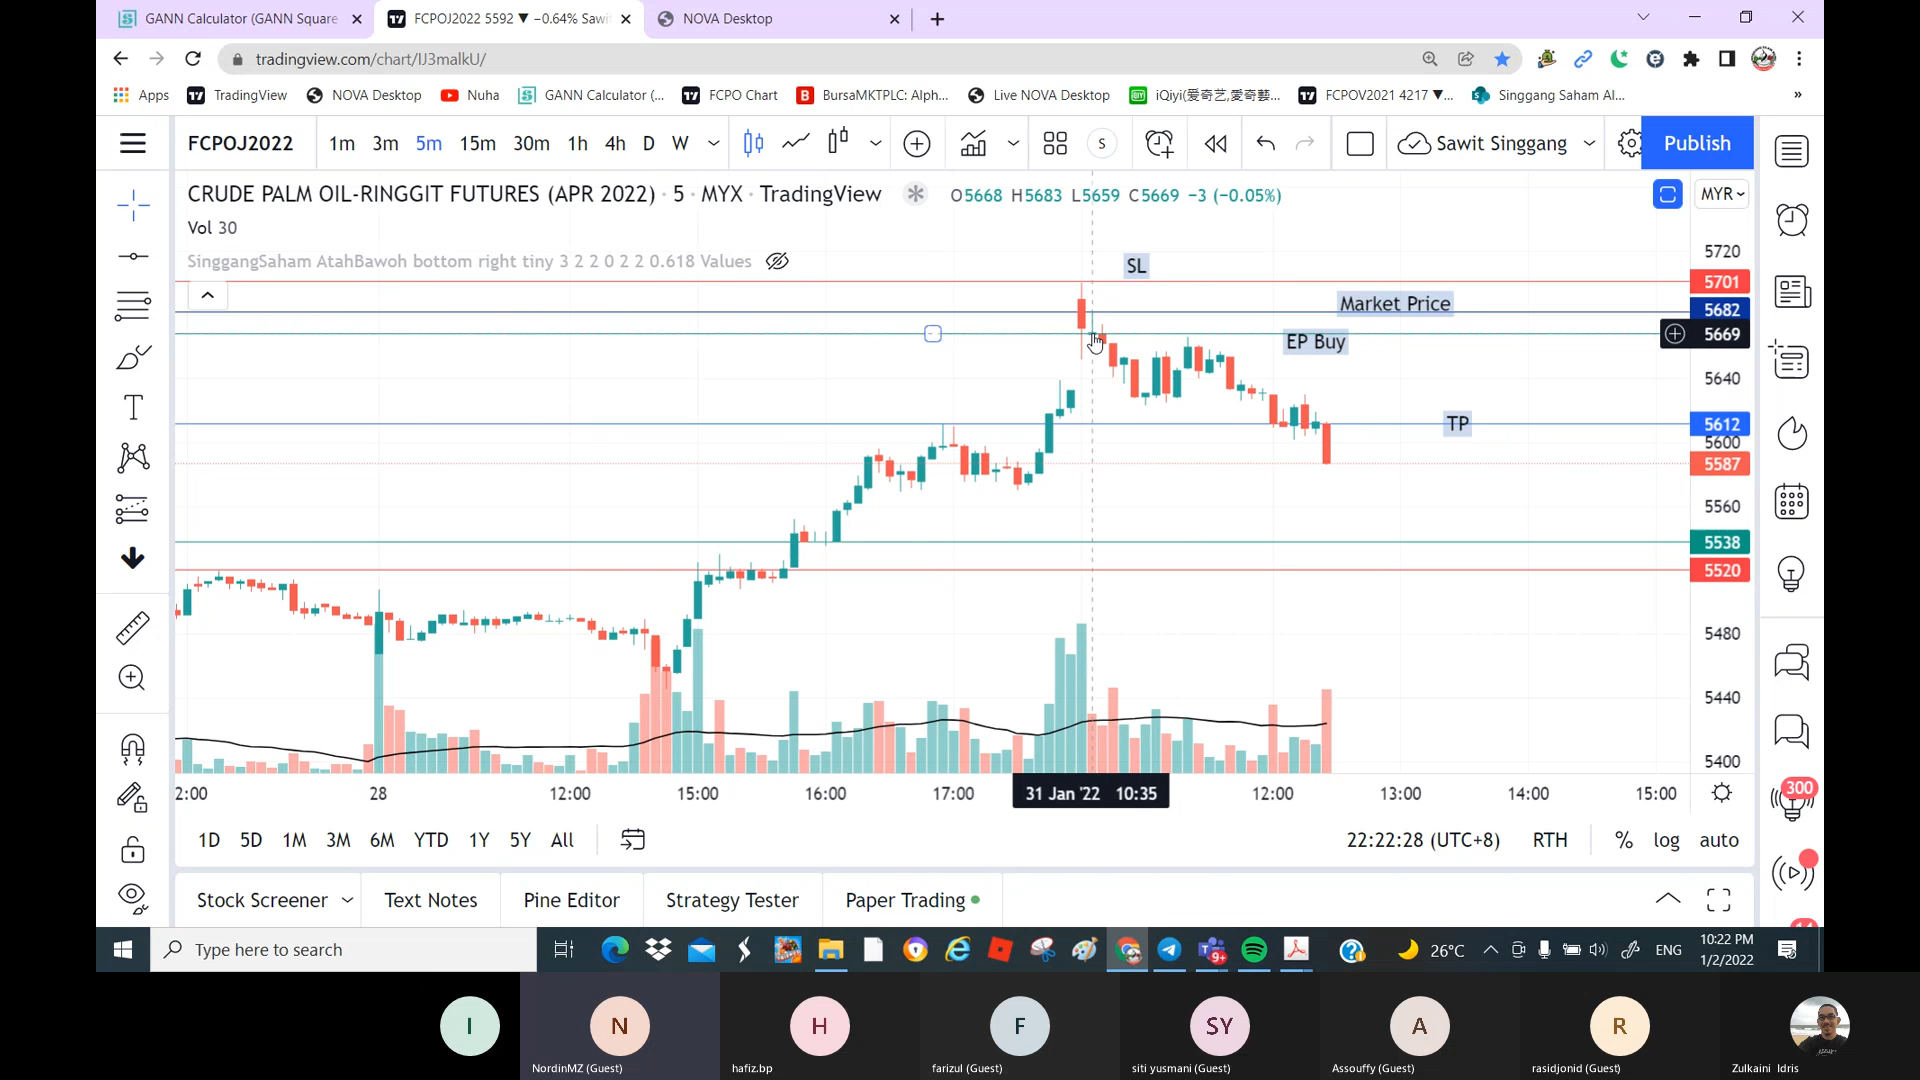 GANN Calculator (GANN Square
FCPOJ2022 5592 ▼ −0.64% Sawi
NOVA Desktop
tradingview.com/chart/IJ3malkU/
Apps TradingView NOVA Desktop Nuha GANN Calculator (... FCPO Chart BursaMKTPLC: Alph... Live NOVA Desktop iQiyi(爱奇艺,愛奇藝... FCPOV2021 4217 ▼... Singgang Saham Al... »
FCPOJ2022 1m 3m 5m 15m 30m 1h 4h D W S Sawit Singgang Publish
CRUDE PALM OIL-RINGGIT FUTURES (APR 2022) · 5 · MYX · TradingView O5668 H5683 L5659 C5669 −3 (−0.05%) MYR
Vol 30
SinggangSaham AtahBawoh bottom right tiny 3 2 2 0 2 2 0.618 Values
5720
SL
5701
Market Price
5682
EP Buy
5669
5640
TP
5612
5600
5587
5560
5538
5520
5480
5440
5400
2:00 28 12:00 15:00 16:00 17:00 31 Jan '22 10:35 12:00 13:00 14:00 15:00
300
1D 5D 1M 3M 6M YTD 1Y 5Y All 22:22:28 (UTC+8) RTH % log auto
Stock Screener Text Notes Pine Editor Strategy Tester Paper Trading
Type here to search
9+
26°C
ENG
10:22 PM
1/2/2022
I N H F SY A R
NordinMZ (Guest) hafiz.bp farizul (Guest) siti yusmani (Guest) Assouffy (Guest) rasidjonid (Guest) Zulkaini Idris